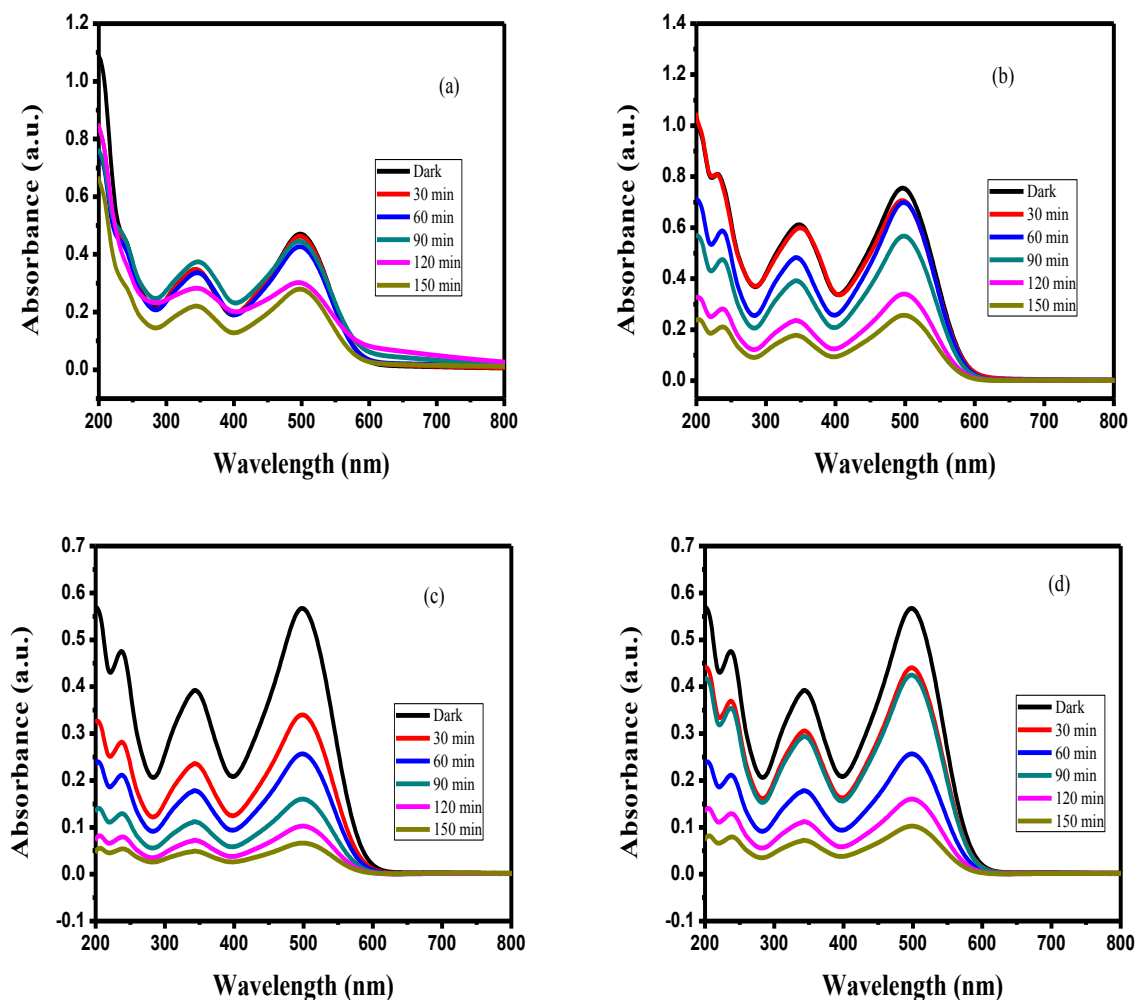 1.2
1.0
0.8
0.6
0.4
0.2
0.0
Absorbance (a.u.)
(a)
Dark
30 min
60 min
90 min
120 min
150 min
200 300 400 500 600 700 800
Wavelength (nm)
1.4
1.2
1.0
0.8
0.6
0.4
0.2
0.0
Absorbance (a.u.)
(b)
Dark
30 min
60 min
90 min
120 min
150 min
200 300 400 500 600 700 800
Wavelength (nm)
0.7
0.6
0.5
0.4
0.3
0.2
0.1
0.0
-0.1
Absorbance (a.u.)
(c)
Dark
30 min
60 min
90 min
120 min
150 min
200 300 400 500 600 700 800
Wavelength (nm)
0.7
0.6
0.5
0.4
0.3
0.2
0.1
0.0
-0.1
Absorbance (a.u.)
(d)
Dark
30 min
60 min
90 min
120 min
150 min
200 300 400 500 600 700 800
Wavelength (nm)